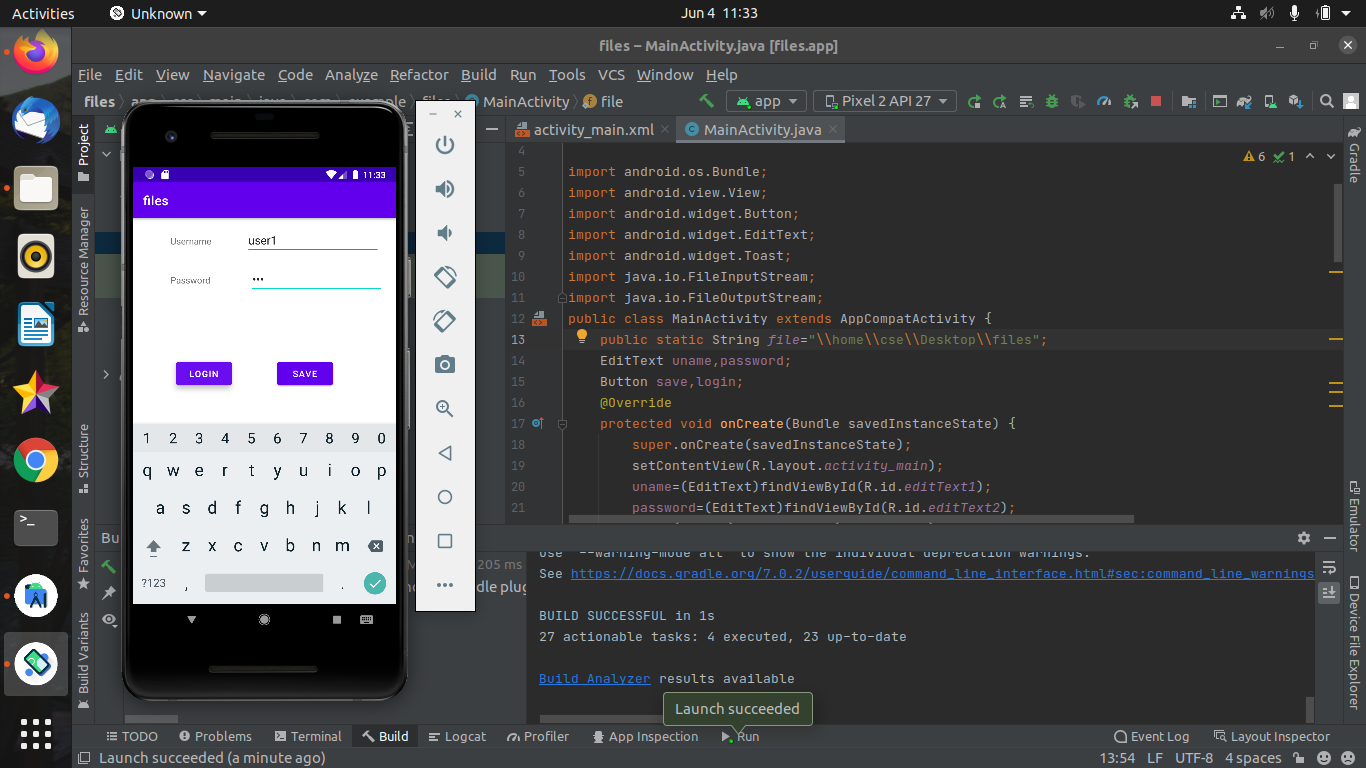 Activities
Unknown
Jun 4 11:33
files – MainActivity.java [files.app]
File Edit View Navigate Code Analyze Refactor Build Run Tools VCS Window Help
files
MainActivity
file
app
Pixel 2 API 27
activity_main.xml
MainActivity.java
Project
Resource Manager
Structure
Favorites
Build Variants
11:33
files
Username
user1
Password
•••
LOGIN
SAVE
1 2 3 4 5 6 7 8 9 0
q w e r t y u i o p
a s d f g h j k l
z x c v b n m
?123 , .
6 1
4
5 import android.os.Bundle;
6 import android.view.View;
7 import android.widget.Button;
8 import android.widget.EditText;
9 import android.widget.Toast;
10 import java.io.FileInputStream;
11 import java.io.FileOutputStream;
12 public class MainActivity extends AppCompatActivity {
13 public static String file="\\home\\cse\\Desktop\\files";
14 EditText uname,password;
15 Button save,login;
16 @Override
17 protected void onCreate(Bundle savedInstanceState) {
18 super.onCreate(savedInstanceState);
19 setContentView(R.layout.activity_main);
20 uname=(EditText)findViewById(R.id.editText1);
21 password=(EditText)findViewById(R.id.editText2);
Gradle
Emulator
Device File Explorer
Bu
205 ms
dle plug
Use '--warning-mode all' to show the individual deprecation warnings.
See https://docs.gradle.org/7.0.2/userguide/command_line_interface.html#sec:command_line_warnings
BUILD SUCCESSFUL in 1s
27 actionable tasks: 4 executed, 23 up-to-date
Build Analyzer results available
Launch succeeded
TODO
Problems
Terminal
Build
Logcat
Profiler
App Inspection
Run
Event Log
Layout Inspector
Launch succeeded (a minute ago)
13:54 LF UTF-8 4 spaces